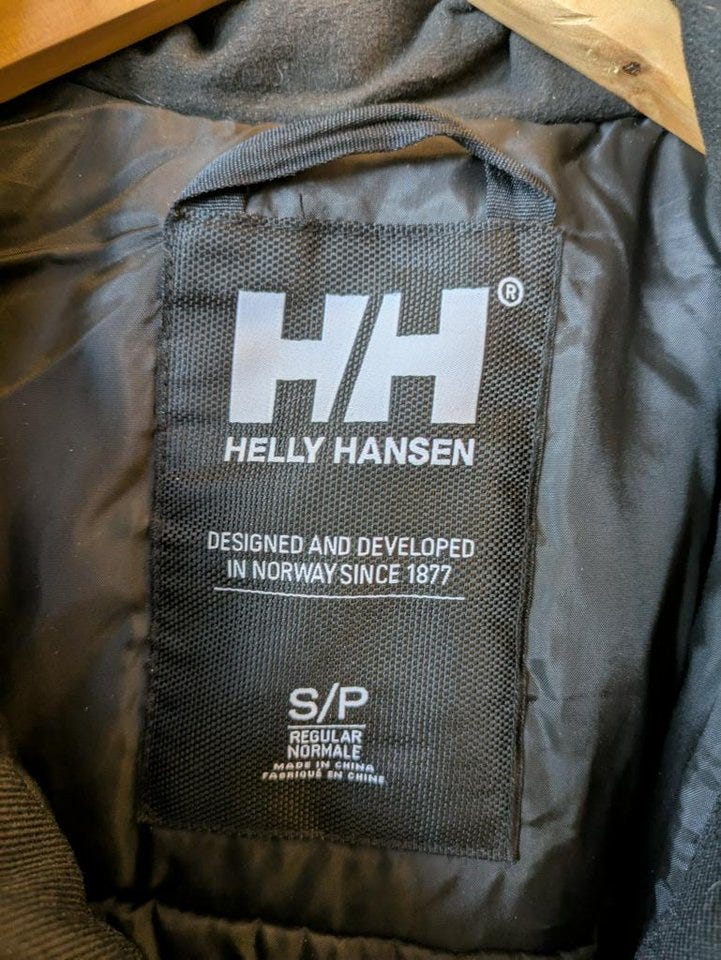 HH®
HELLY HANSEN
DESIGNED AND DEVELOPED
IN NORWAY SINCE 1877
S/P
REGULAR
NORMALE
MADE IN CHINA
FABRIQUÉ EN CHINE